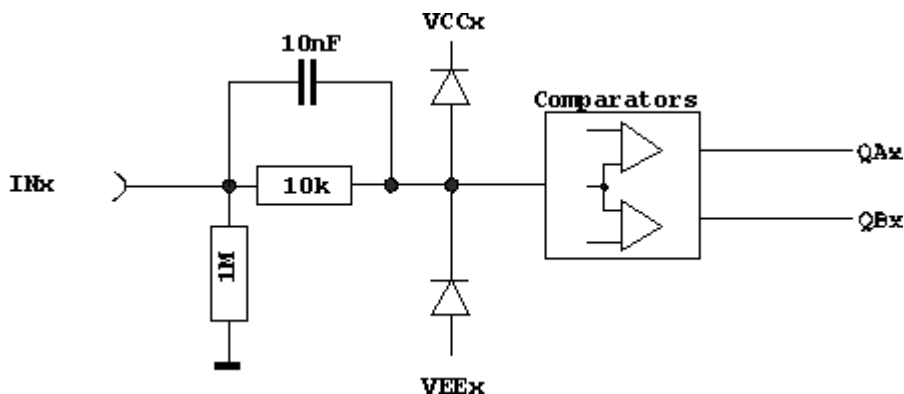 VCCx
10nF
Comparators
QAx
INx
10k
QBx
1M
VEEx